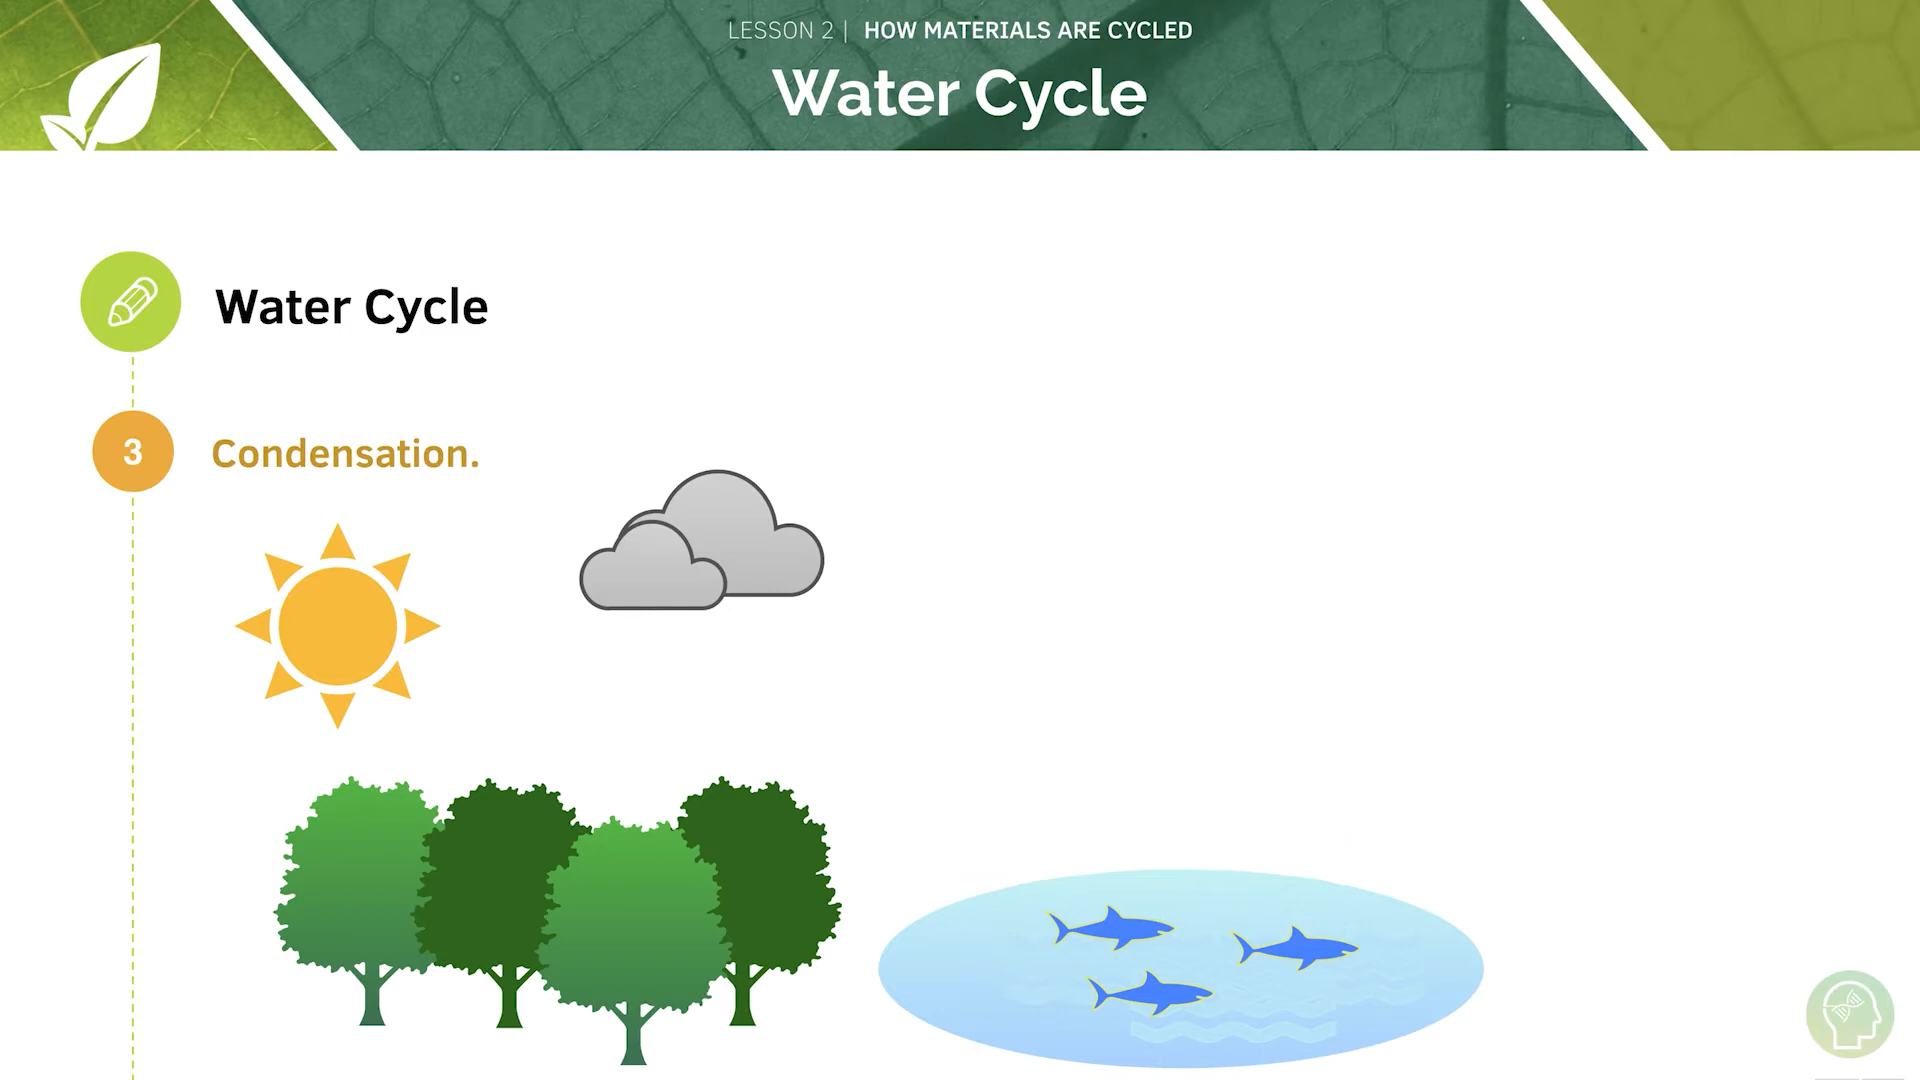 LESSON 2 | HOW MATERIALS ARE CYCLED
Water Cycle
Water Cycle
3 Condensation.